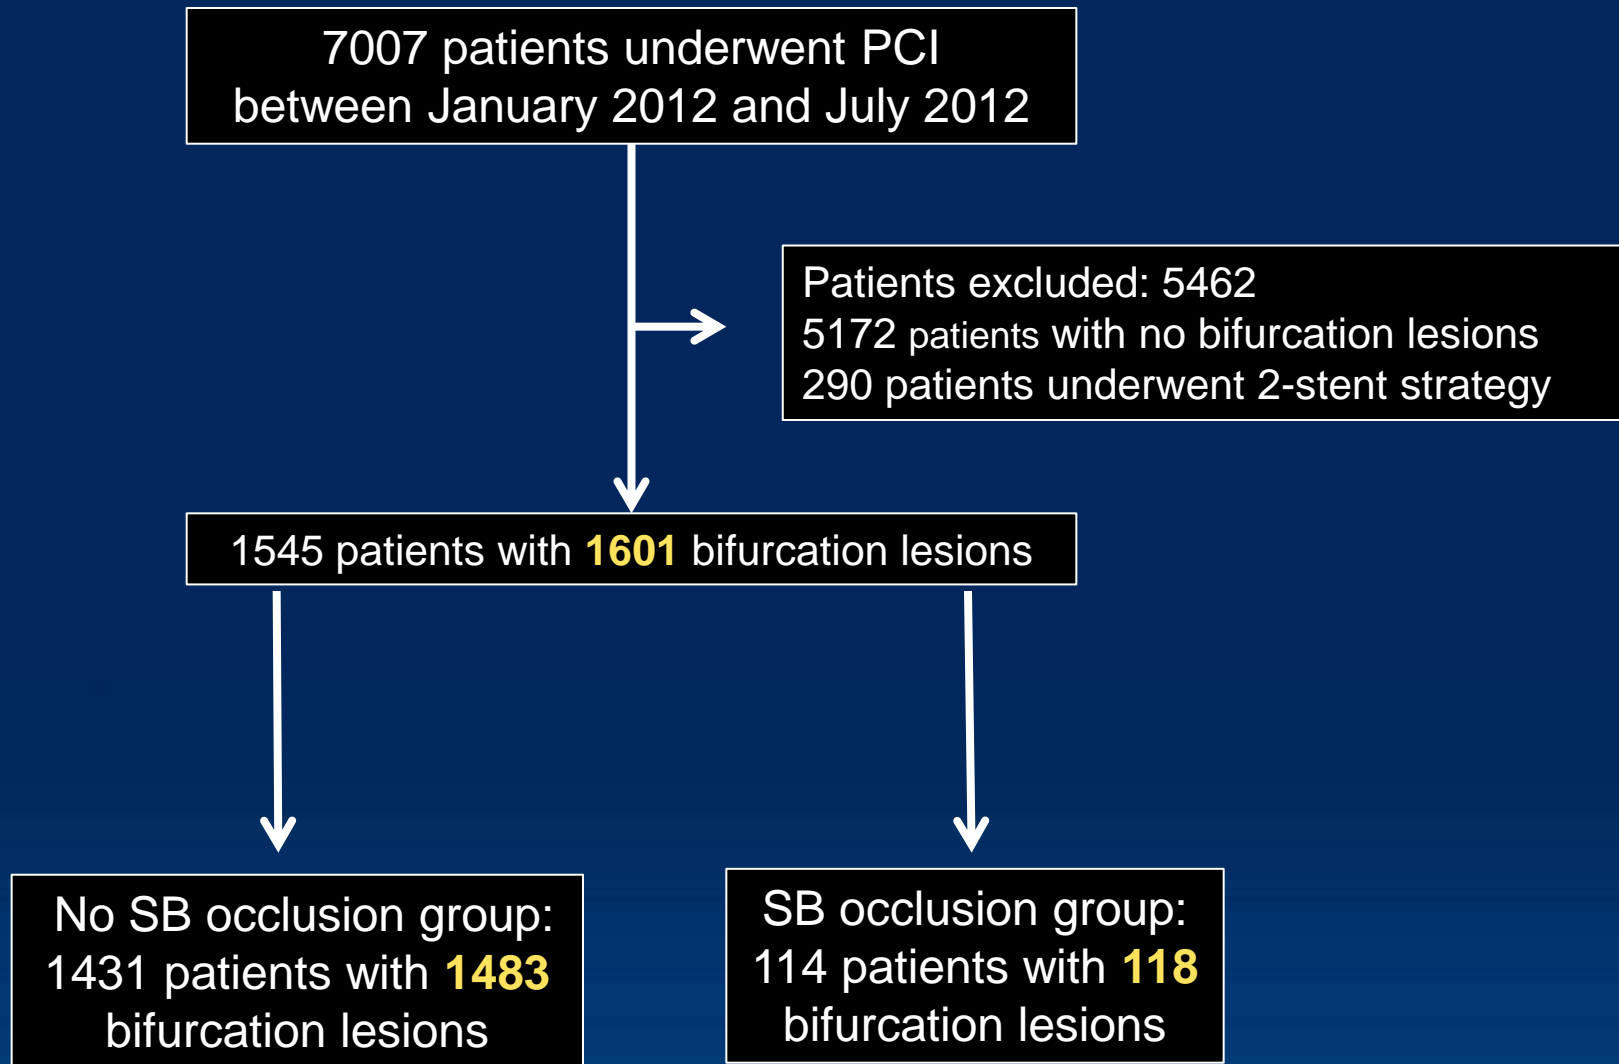 7007 patients underwent PCI
between January 2012 and July 2012
Patients excluded: 5462
5172 patients with no bifurcation lesions
290 patients underwent 2-stent strategy
1545 patients with 1601 bifurcation lesions
No SB occlusion group:
1431 patients with 1483
bifurcation lesions
SB occlusion group:
114 patients with 118
bifurcation lesions